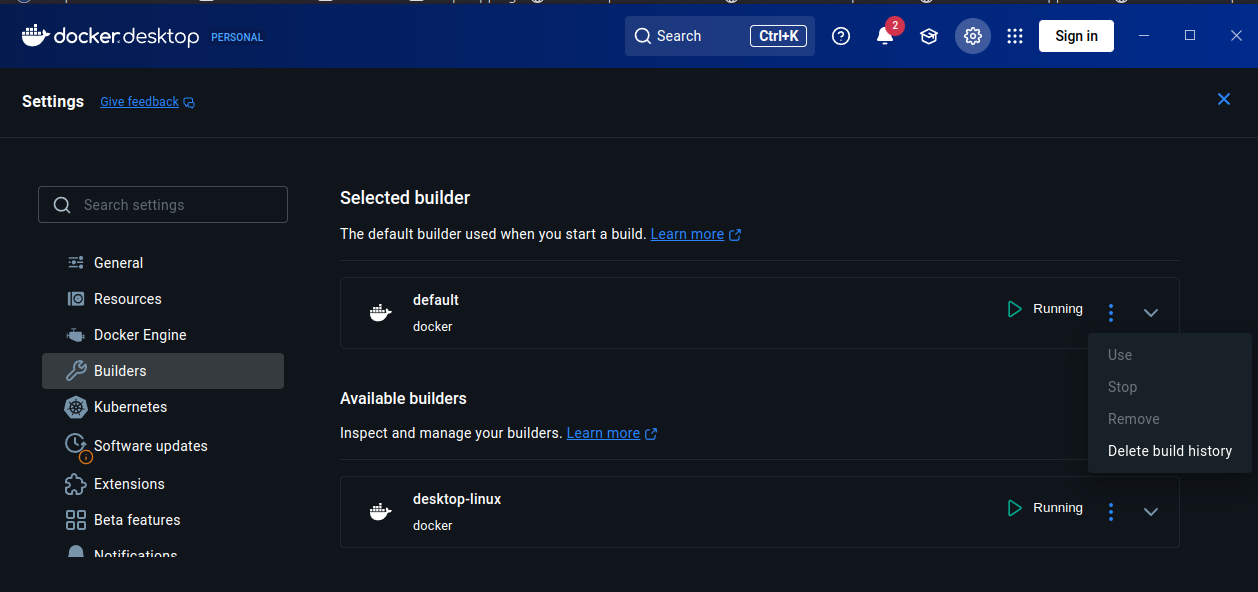 docker desktop PERSONAL
Search Ctrl+K
2
Sign in
Settings Give feedback
Search settings
General
Resources
Docker Engine
Builders
Kubernetes
Software updates
Extensions
Beta features
Notifications
Selected builder
The default builder used when you start a build. Learn more
default
docker
Running
Use
Stop
Remove
Delete build history
Available builders
Inspect and manage your builders. Learn more
desktop-linux
docker
Running